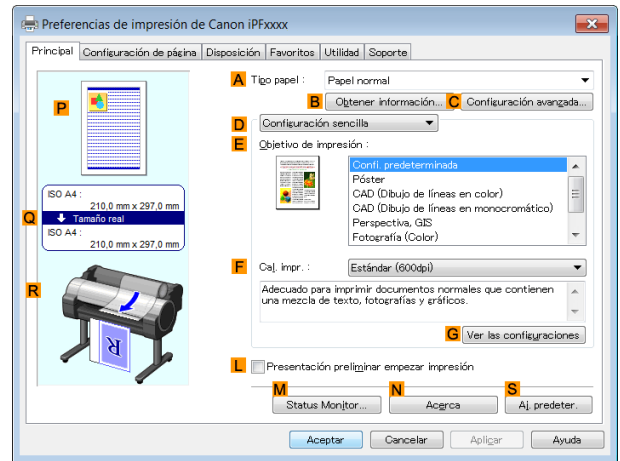 Preferencias de impresión de Canon iPFxxxx
Principal Configuración de página Disposición Favoritos Utilidad Soporte
A Tipo papel : Papel normal
B Obtener información... C Configuración avanzada...
D Configuración sencilla
E Objetivo de impresión :
Confi. predeterminada
Póster
CAD (Dibujo de líneas en color)
CAD (Dibujo de líneas en monocromático)
Perspectiva, GIS
Fotografía (Color)
P
Q
ISO A4 :
210,0 mm x 297,0 mm
Tamaño real
ISO A4 :
210,0 mm x 297,0 mm
R
R
F Cal. impr. : Estándar (600dpi)
Adecuado para imprimir documentos normales que contienen
una mezcla de texto, fotografías y gráficos.
G Ver las configuraciones
L Presentación preliminar empezar impresión
M Status Monitor... N Acerca S Aj. predeter.
Aceptar Cancelar Aplicar Ayuda